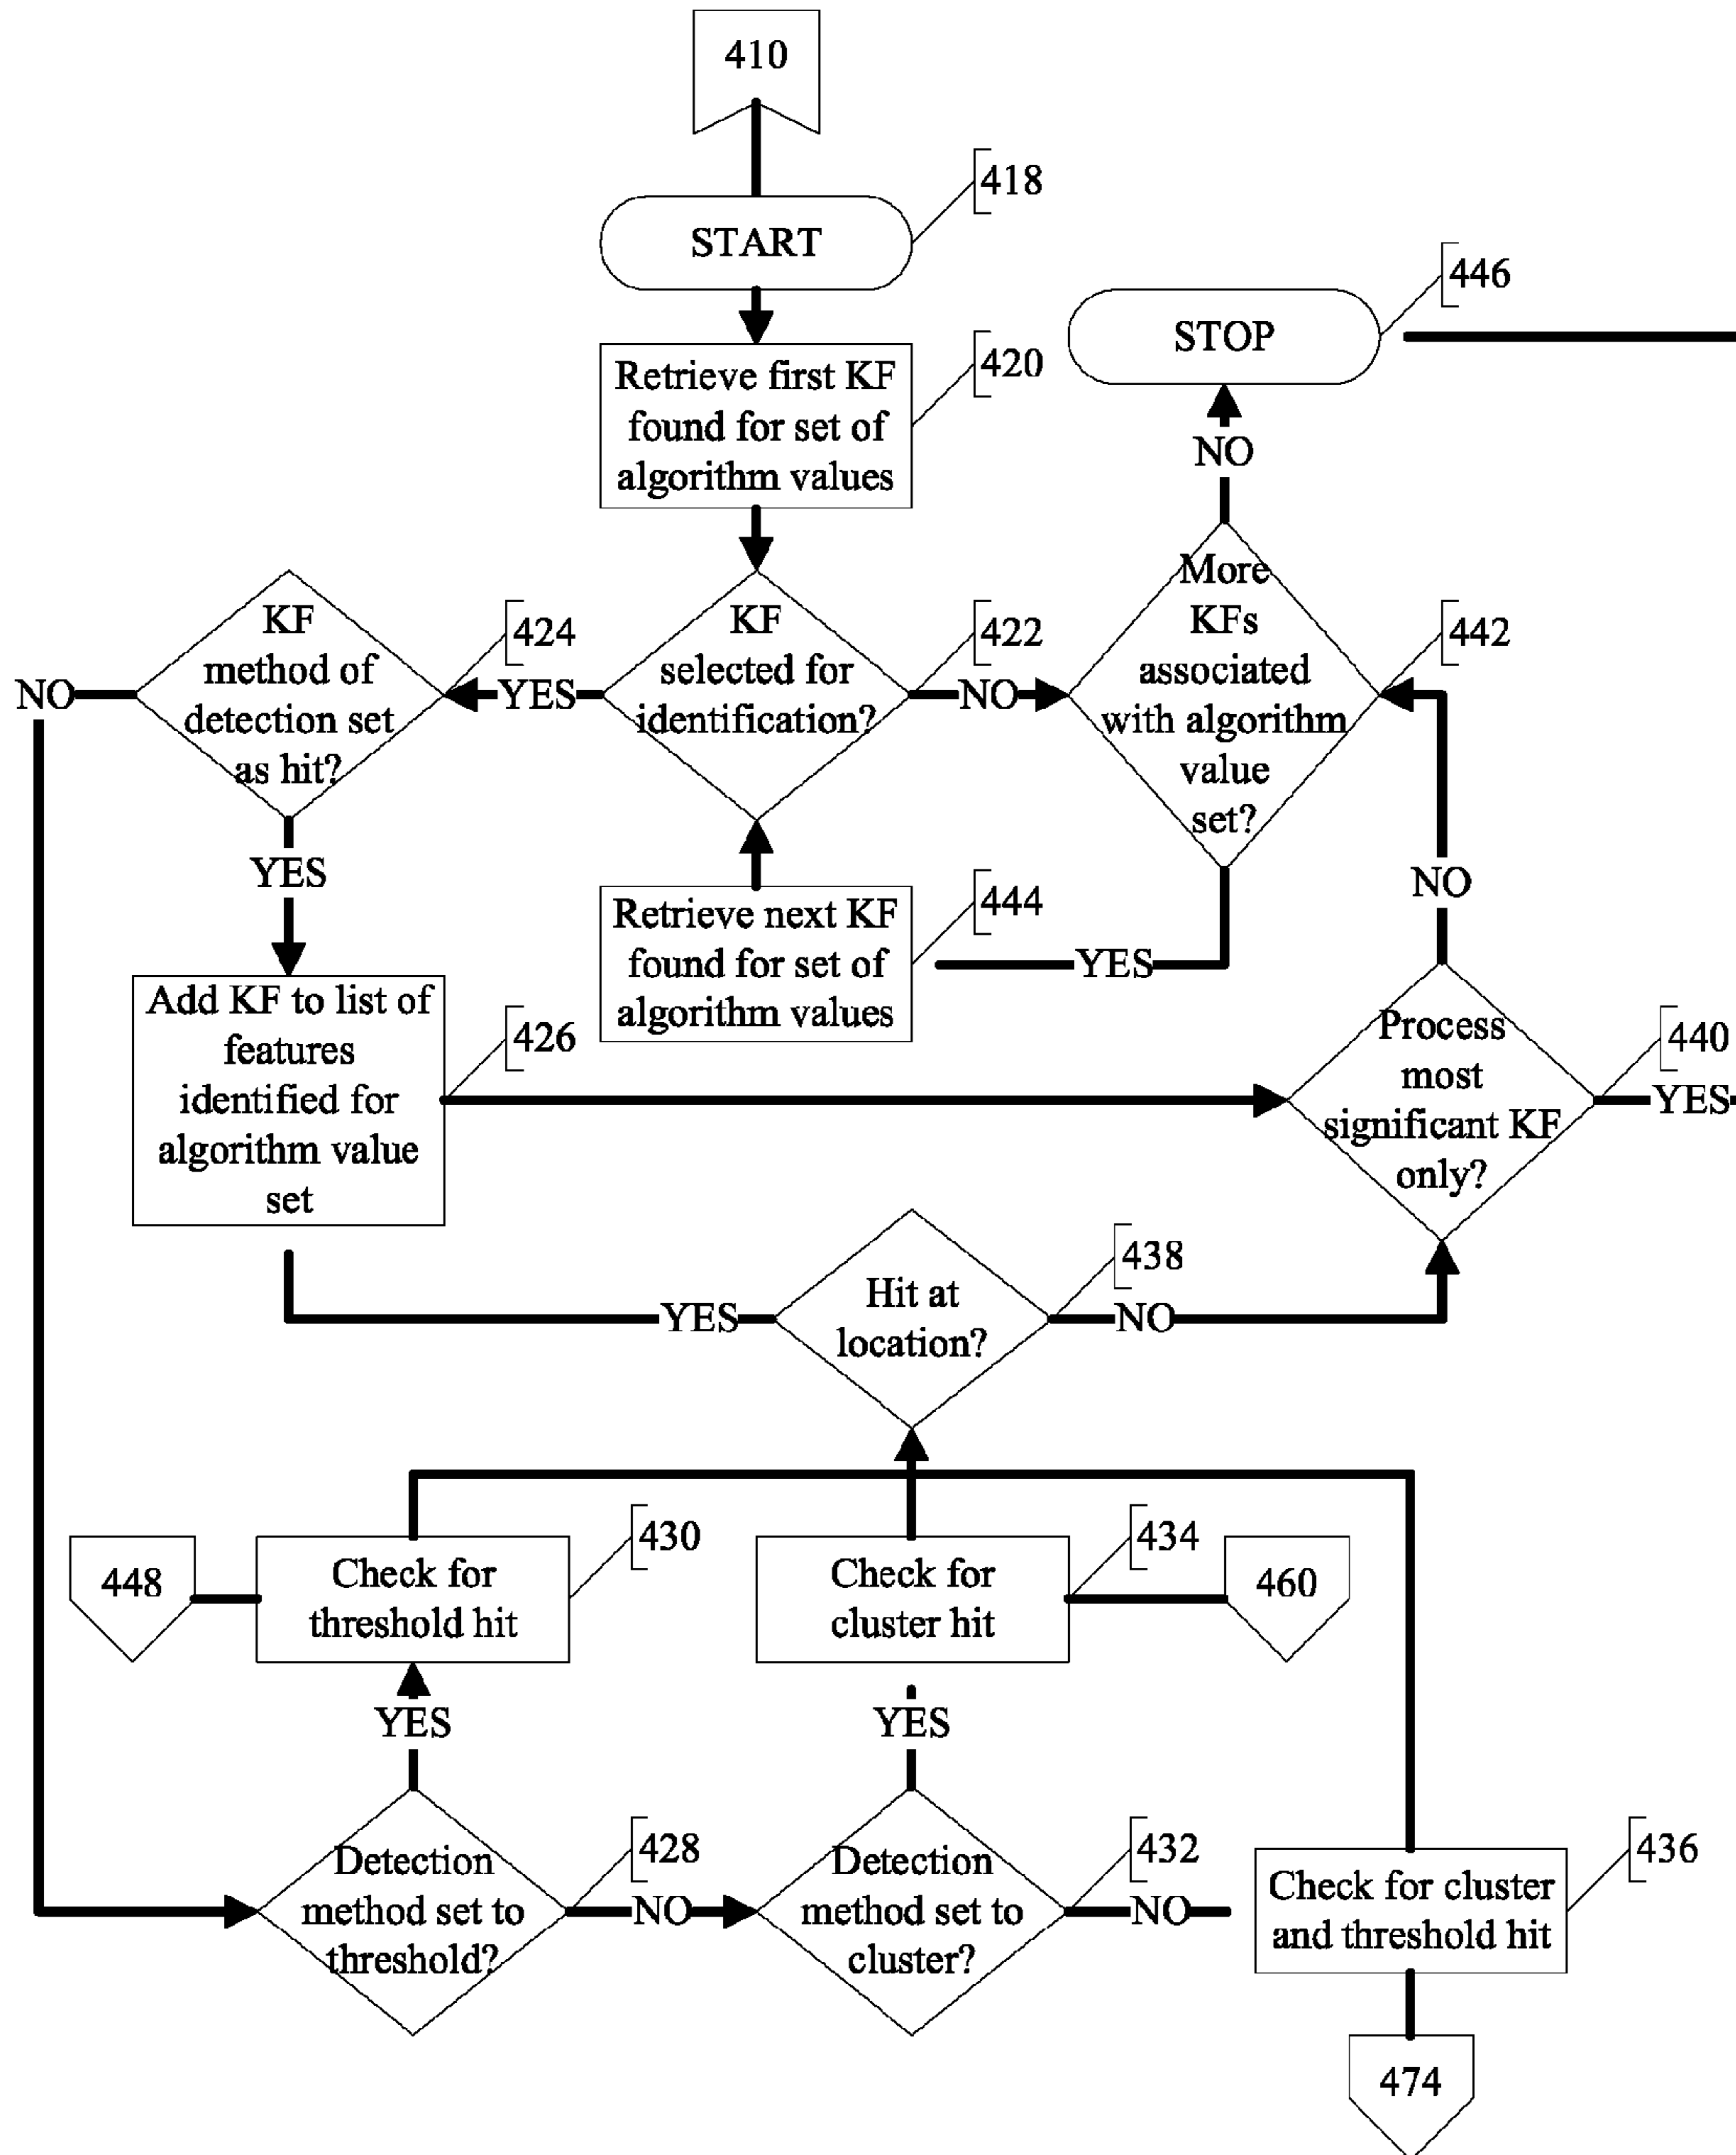 410
418
START
446
STOP
420
Retrieve first KF
found for set of
algorithm values
NO
424
KF
method of
detection set
as hit?
NO
YES
422
KF
selected for
identification?
NO
442
More
KFs
associated
with algorithm
value
set?
YES
444
Retrieve next KF
found for set of
algorithm values
YES
NO
426
Add KF to list of
features
identified for
algorithm value
set
440
Process
most
significant KF
only?
YES
438
Hit at
location?
YES
NO
448
430
Check for
threshold hit
434
Check for
cluster hit
460
YES
YES
428
Detection
method set to
threshold?
NO
432
Detection
method set to
cluster?
NO
436
Check for cluster
and threshold hit
474